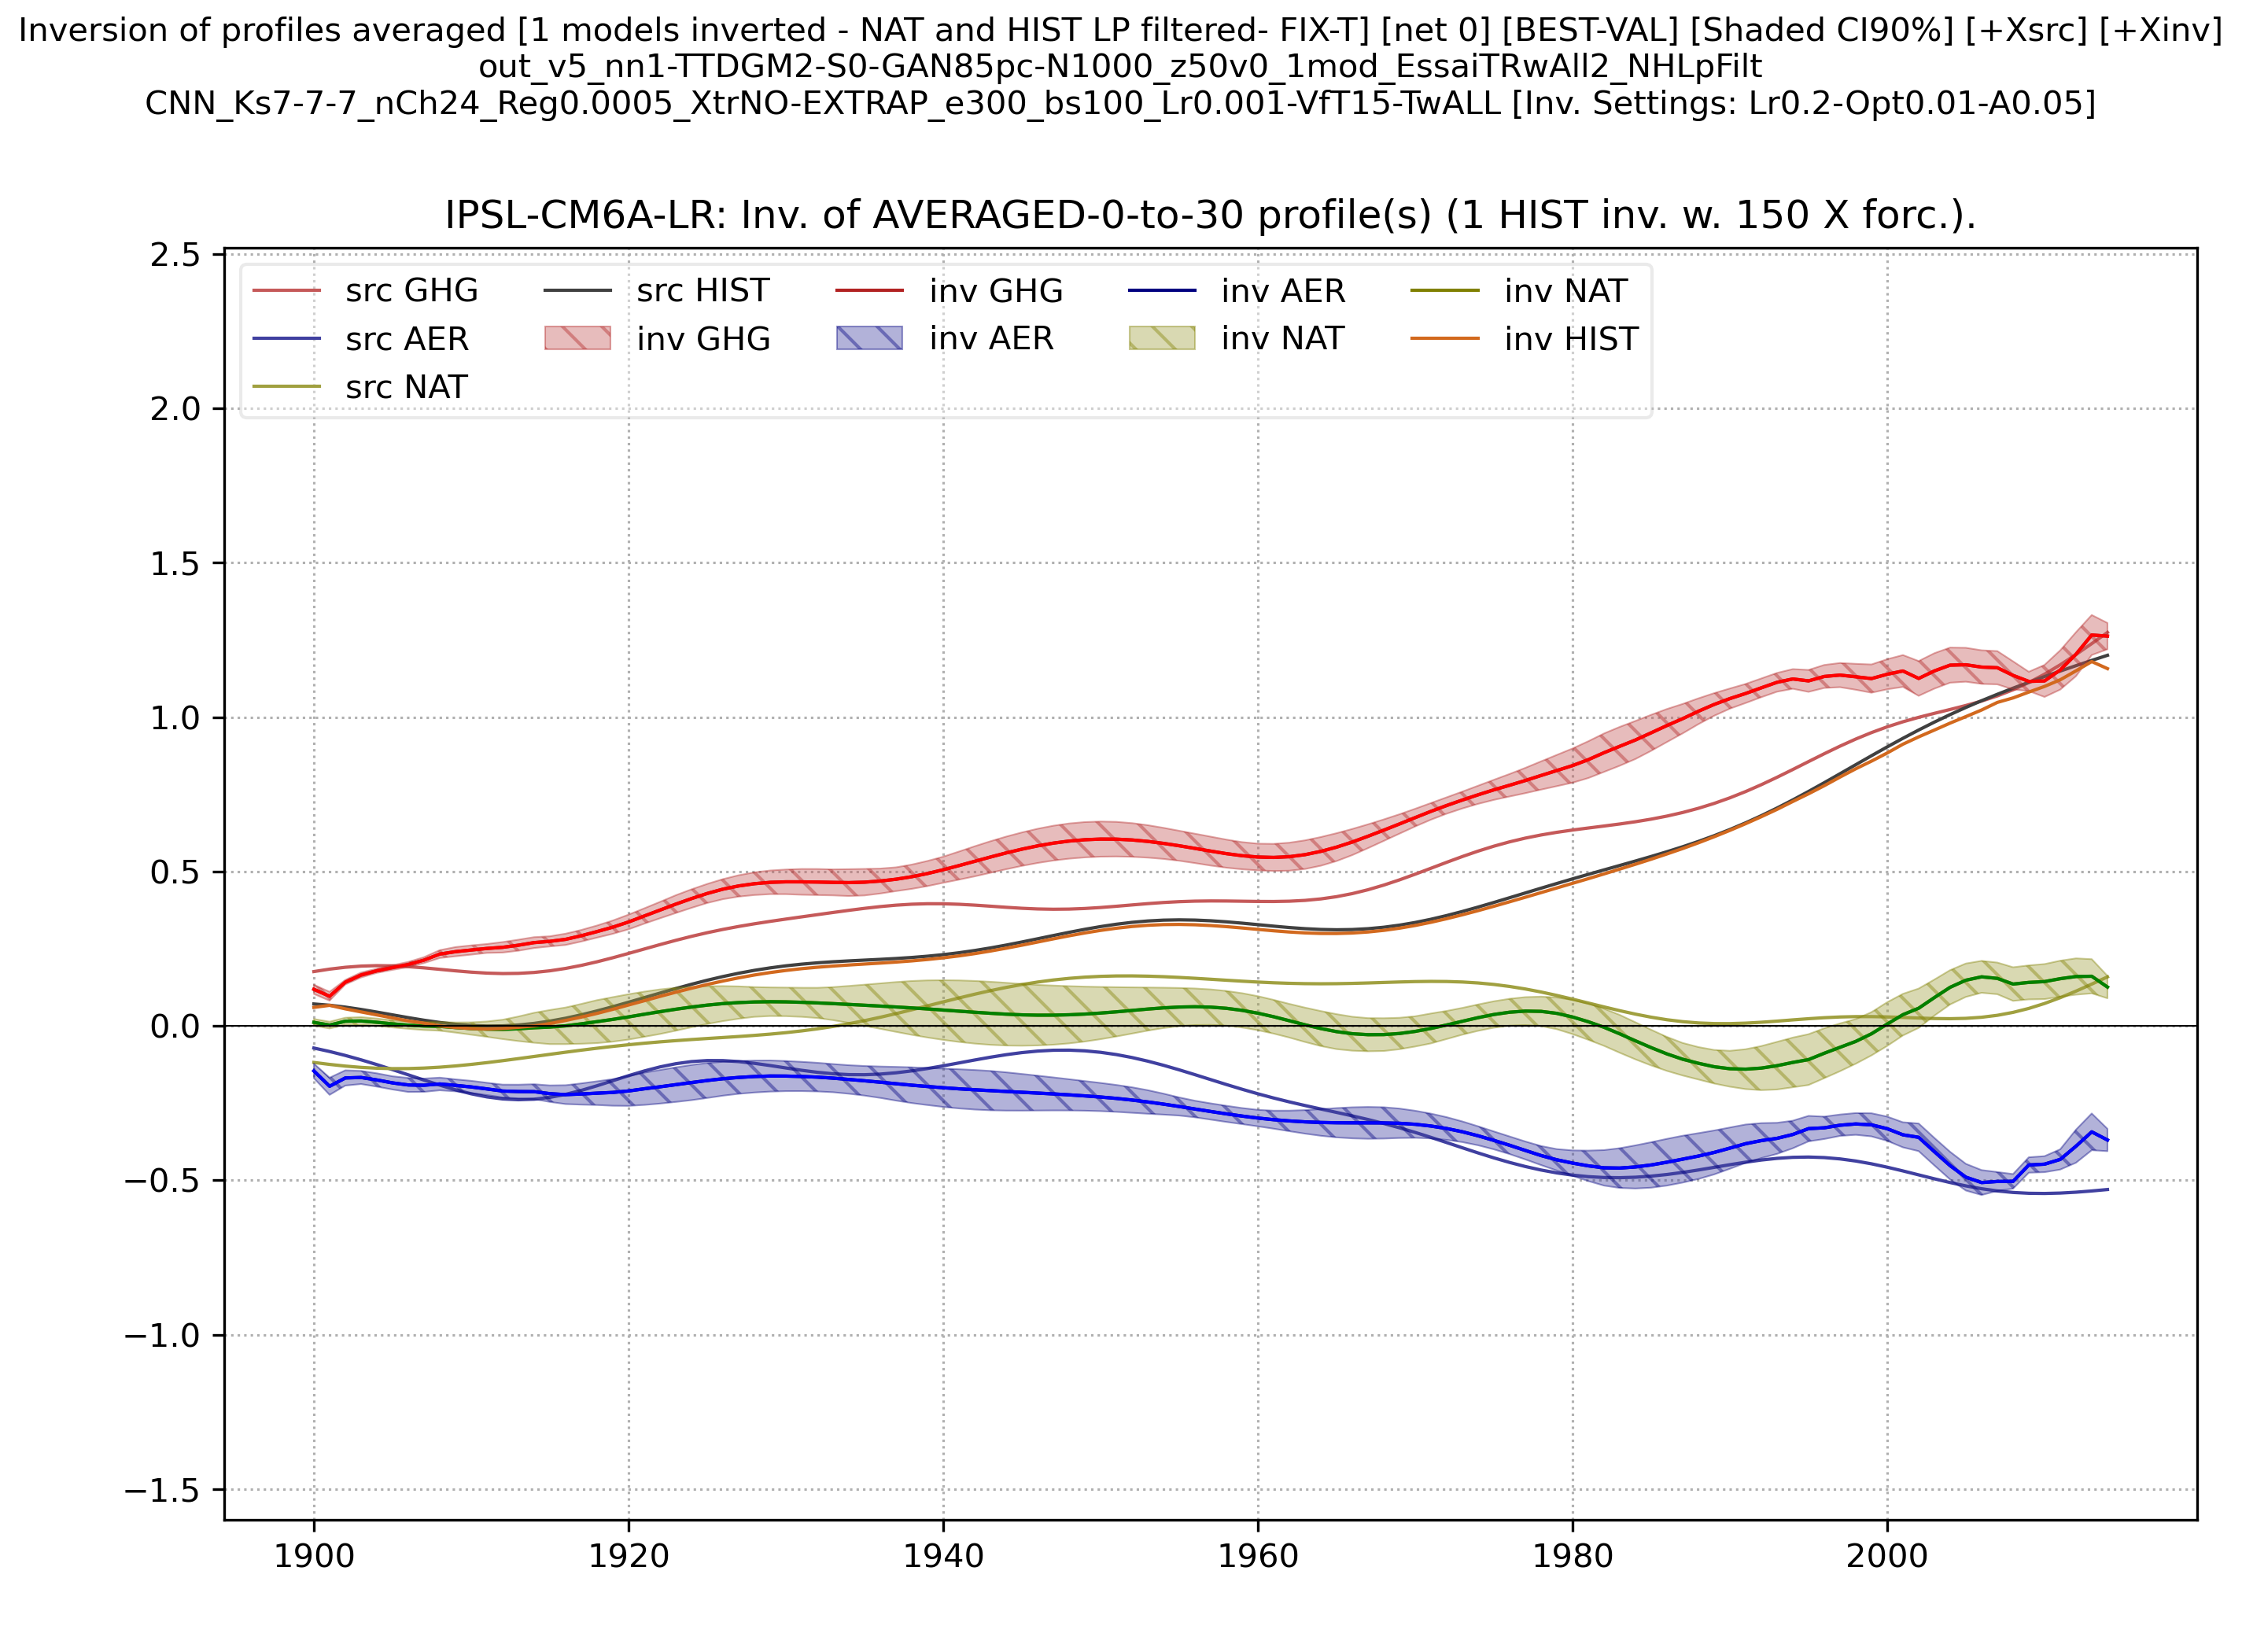 Inversion of profiles averaged [1 models inverted - NAT and HIST LP filtered- FIX-T] [net 0] [BEST-VAL] [Shaded CI90%] [+Xsrc] [+Xinv]
out_v5_nn1-TTDGM2-S0-GAN85pc-N1000_z50v0_1mod_EssaiTRwAll2_NHLpFilt
CNN_Ks7-7-7_nCh24_Reg0.0005_XtrNO-EXTRAP_e300_bs100_Lr0.001-VfT15-TwALL [Inv. Settings: Lr0.2-Opt0.01-A0.05]
IPSL-CM6A-LR: Inv. of AVERAGED-0-to-30 profile(s) (1 HIST inv. w. 150 X forc.).
src GHG src HIST inv GHG inv AER inv NAT
src AER inv GHG inv AER inv NAT inv HIST
src NAT
2.5
2.0
1.5
1.0
0.5
0.0
−0.5
−1.0
−1.5
1900 1920 1940 1960 1980 2000